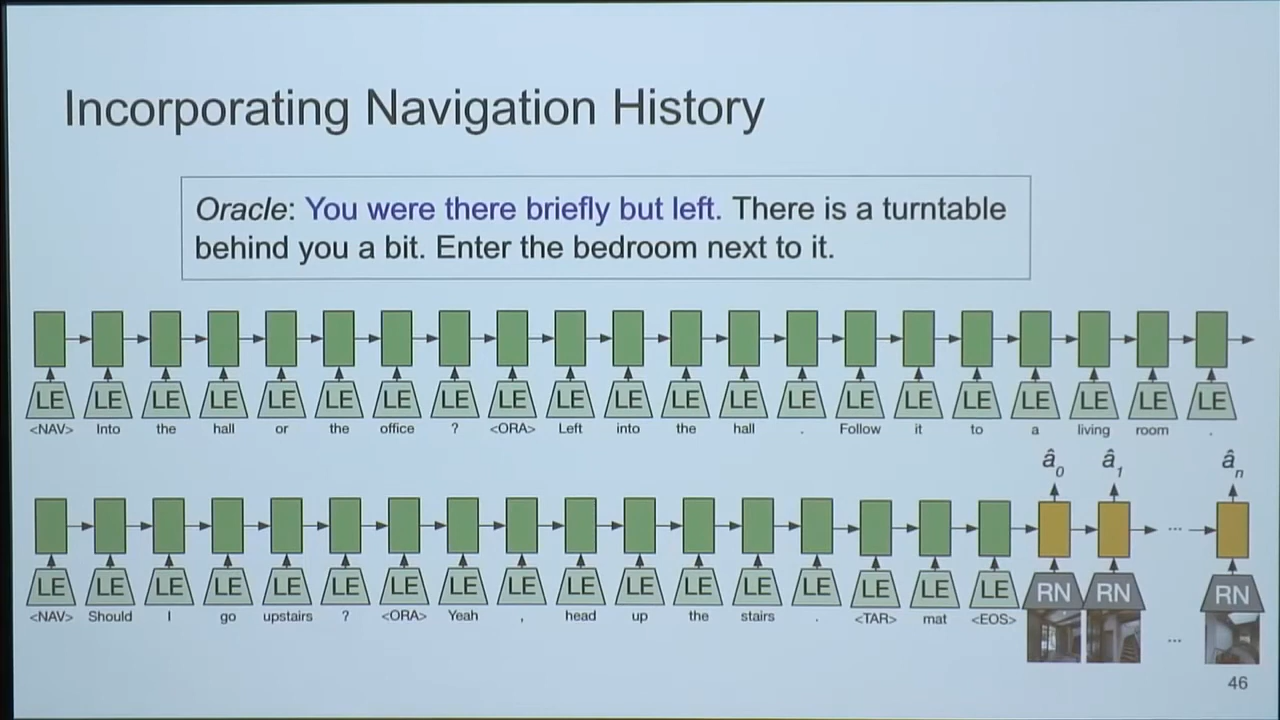 Incorporating Navigation History
Oracle: You were there briefly but left. There is a turntable
behind you a bit. Enter the bedroom next to it.
LE LE LE LE LE LE LE LE LE LE LE LE LE LE LE LE LE LE LE LE LE
<NAV> Into the hall or the office ? <ORA> Left into the hall . Follow it to a living room .
â0 â1 ân
...
LE LE LE LE LE LE LE LE LE LE LE LE LE LE LE LE LE RN RN RN
<NAV> Should I go upstairs ? <ORA> Yeah , head up the stairs . <TAR> mat <EOS>
...
46